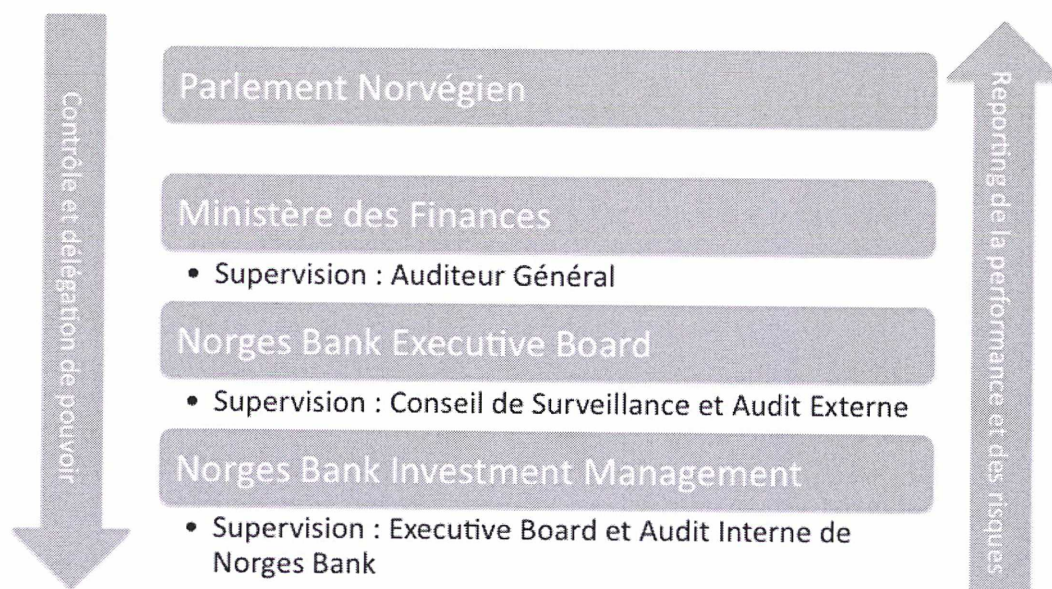 Contrôle et délégation de pouvoir
Parlement Norvégien
Ministère des Finances
• Supervision : Auditeur Général
Norges Bank Executive Board
• Supervision : Conseil de Surveillance et Audit Externe
Norges Bank Investment Management
• Supervision : Executive Board et Audit Interne de
Norges Bank
Reporting de la performance et des risques